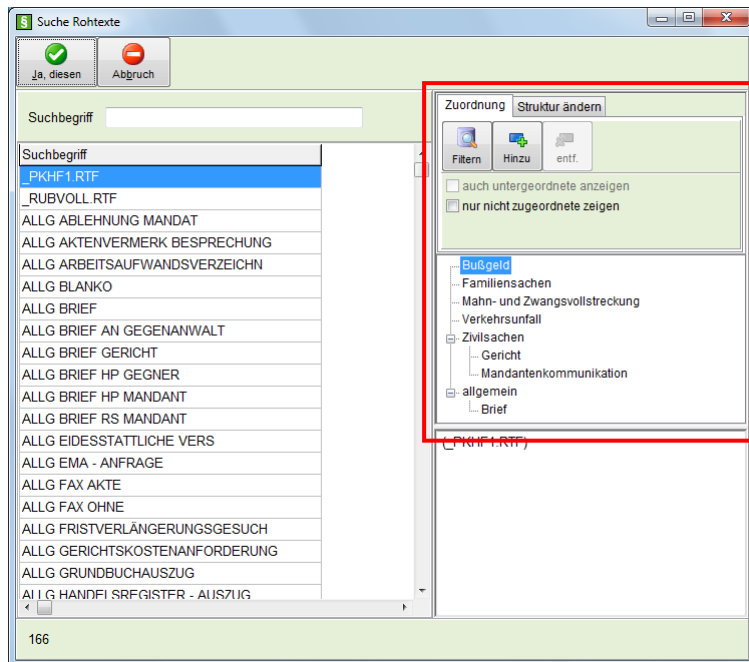 Suche Rohtexte
Ja, diesen
Abbruch
Suchbegriff
Suchbegriff
_PKHF1.RTF
_RUBVOLL.RTF
ALLG ABLEHNUNG MANDAT
ALLG AKTENVERMERK BESPRECHUNG
ALLG ARBEITSAUFWANDSVERZEICHN
ALLG BLANKO
ALLG BRIEF
ALLG BRIEF AN GEGENANWALT
ALLG BRIEF GERICHT
ALLG BRIEF HP GEGNER
ALLG BRIEF HP MANDANT
ALLG BRIEF RS MANDANT
ALLG EIDESSTATTLICHE VERS
ALLG EMA - ANFRAGE
ALLG FAX AKTE
ALLG FAX OHNE
ALLG FRISTVERLÄNGERUNGSGESUCH
ALLG GERICHTSKOSTENANFORDERUNG
ALLG GRUNDBUCHAUSZUG
ALLG HANDELSREGISTER - AUSZUG
Zuordnung
Struktur ändern
Filtern
Hinzu
entf.
auch untergeordnete anzeigen
nur nicht zugeordnete zeigen
Bußgeld
Familiensachen
Mahn- und Zwangsvollstreckung
Verkehrsunfall
Zivilsachen
Gericht
Mandantenkommunikation
allgemein
Brief
(_PKHF1.RTF)
166